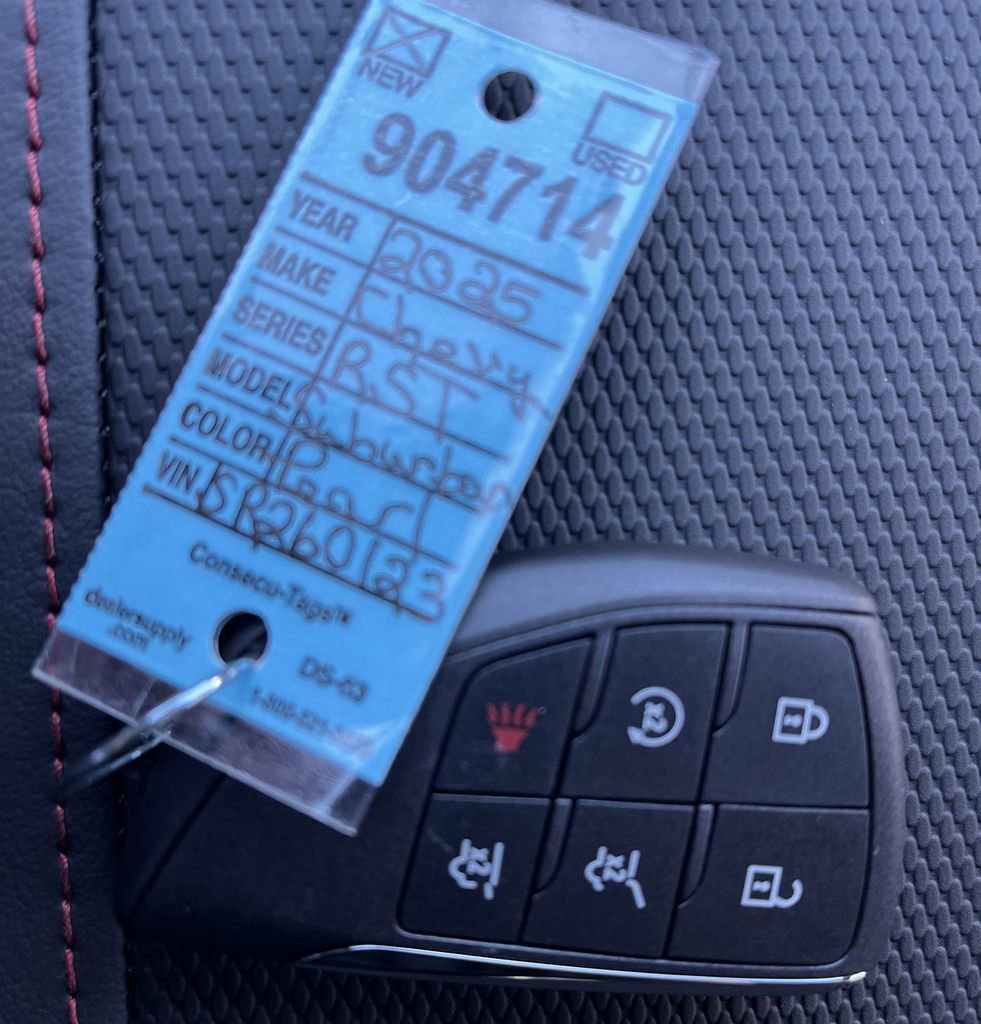 NEW
USED
904714
YEAR 2025
MAKE Chevy
SERIES RST
MODEL Suburban
COLOR Pearl
VIN SR260123
Consecu-Tags™
dealersupply
.com
DS-63